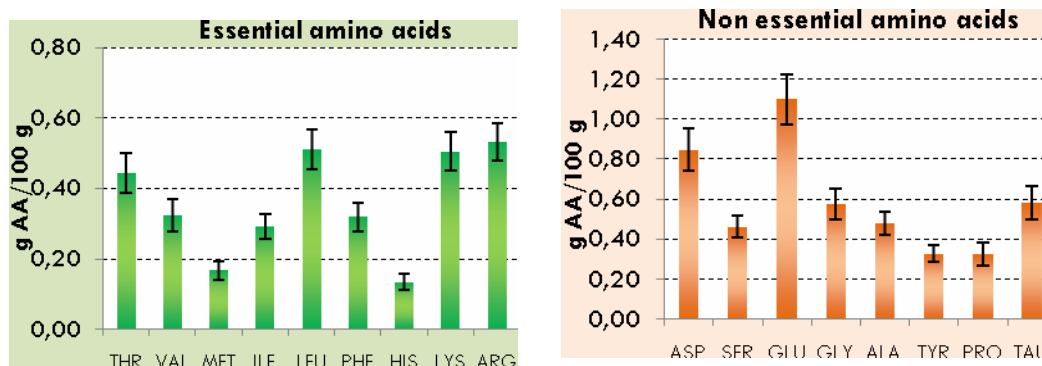 Essential amino acids
0,80
0,60
0,40
0,20
0,00
g AA/100 g
THR VAL MET ILE LEU PHE HIS LYS ARG
Non essential amino acids
1,40
1,20
1,00
0,80
0,60
0,40
0,20
0,00
g AA/100 g
ASP SER GLU GLY ALA TYR PRO TAU